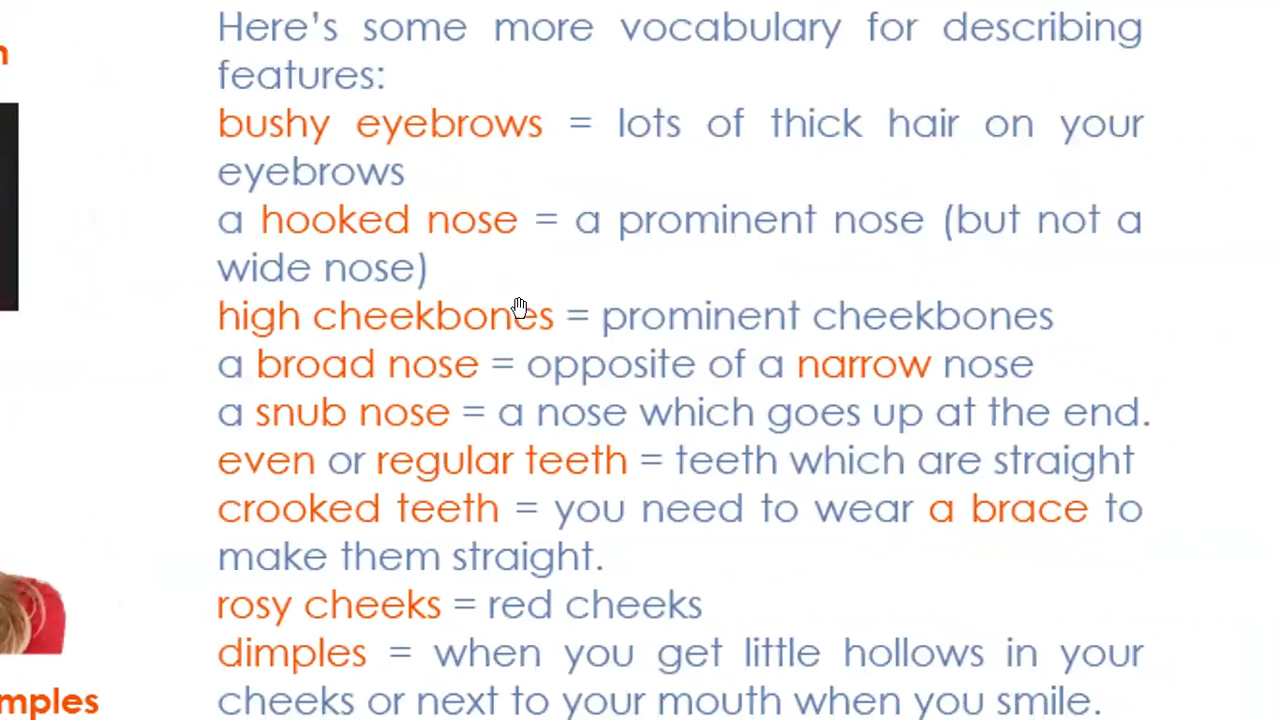 Here's some more vocabulary for describing
features:
bushy eyebrows = lots of thick hair on your
eyebrows
a hooked nose = a prominent nose (but not a
wide nose)
high cheekbones = prominent cheekbones
a broad nose = opposite of a narrow nose
a snub nose = a nose which goes up at the end.
even or regular teeth = teeth which are straight
crooked teeth = you need to wear a brace to
make them straight.
rosy cheeks = red cheeks
dimples = when you get little hollows in your
cheeks or next to your mouth when you smile.